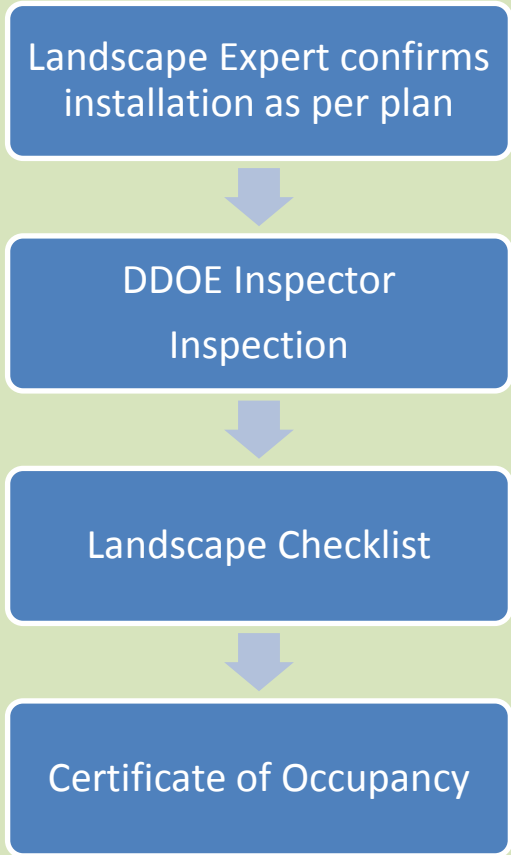 Landscape Expert confirms
installation as per plan
DDOE Inspector
Inspection
Landscape Checklist
Certificate of Occupancy